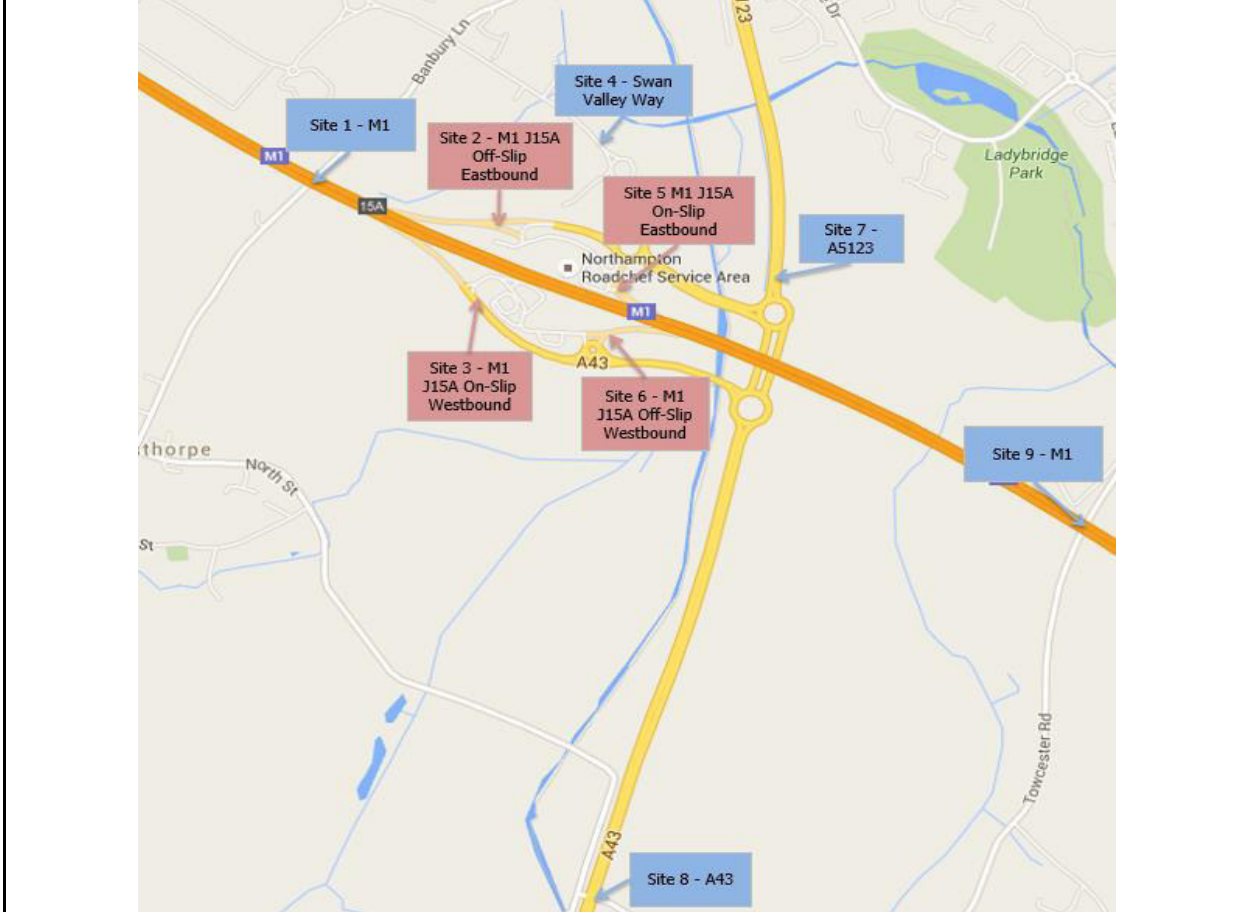 123
Dr
Banbury Ln
Site 4 - Swan
Valley Way
Site 1 - M1
Site 2 - M1 J15A
Off-Slip
Eastbound
M1
Ladybridge
Park
Site 5 M1 J15A
On-Slip
Eastbound
15A
Site 7 -
A5123
Northampton
Roadchef Service Area
M1
Site 3 - M1
J15A On-Slip
Westbound
A43
Site 6 - M1
J15A Off-Slip
Westbound
thorpe
North St
Site 9 - M1
St
Towcester Rd
A43
Site 8 - A43